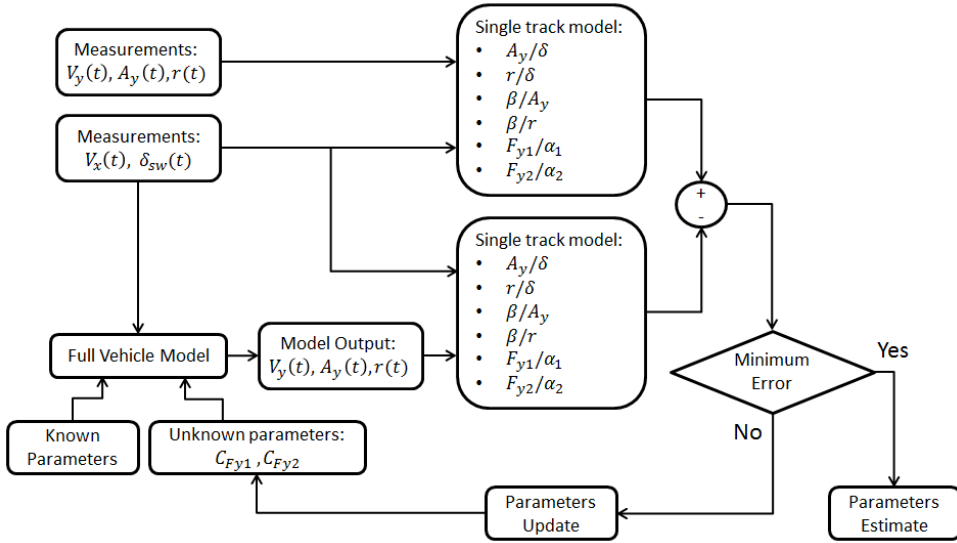 Measurements:
V_y(t), A_y(t),r(t)
Measurements:
V_x(t), δ_sw(t)
Single track model:
• A_y/δ
• r/δ
• β/A_y
• β/r
• F_y1/α_1
• F_y2/α_2
+
-
Single track model:
• A_y/δ
• r/δ
• β/A_y
• β/r
• F_y1/α_1
• F_y2/α_2
Full Vehicle Model
Model Output:
V_y(t), A_y(t),r(t)
Known
Parameters
Unknown parameters:
C_Fy1 ,C_Fy2
Minimum
Error
Yes
No
Parameters
Update
Parameters
Estimate